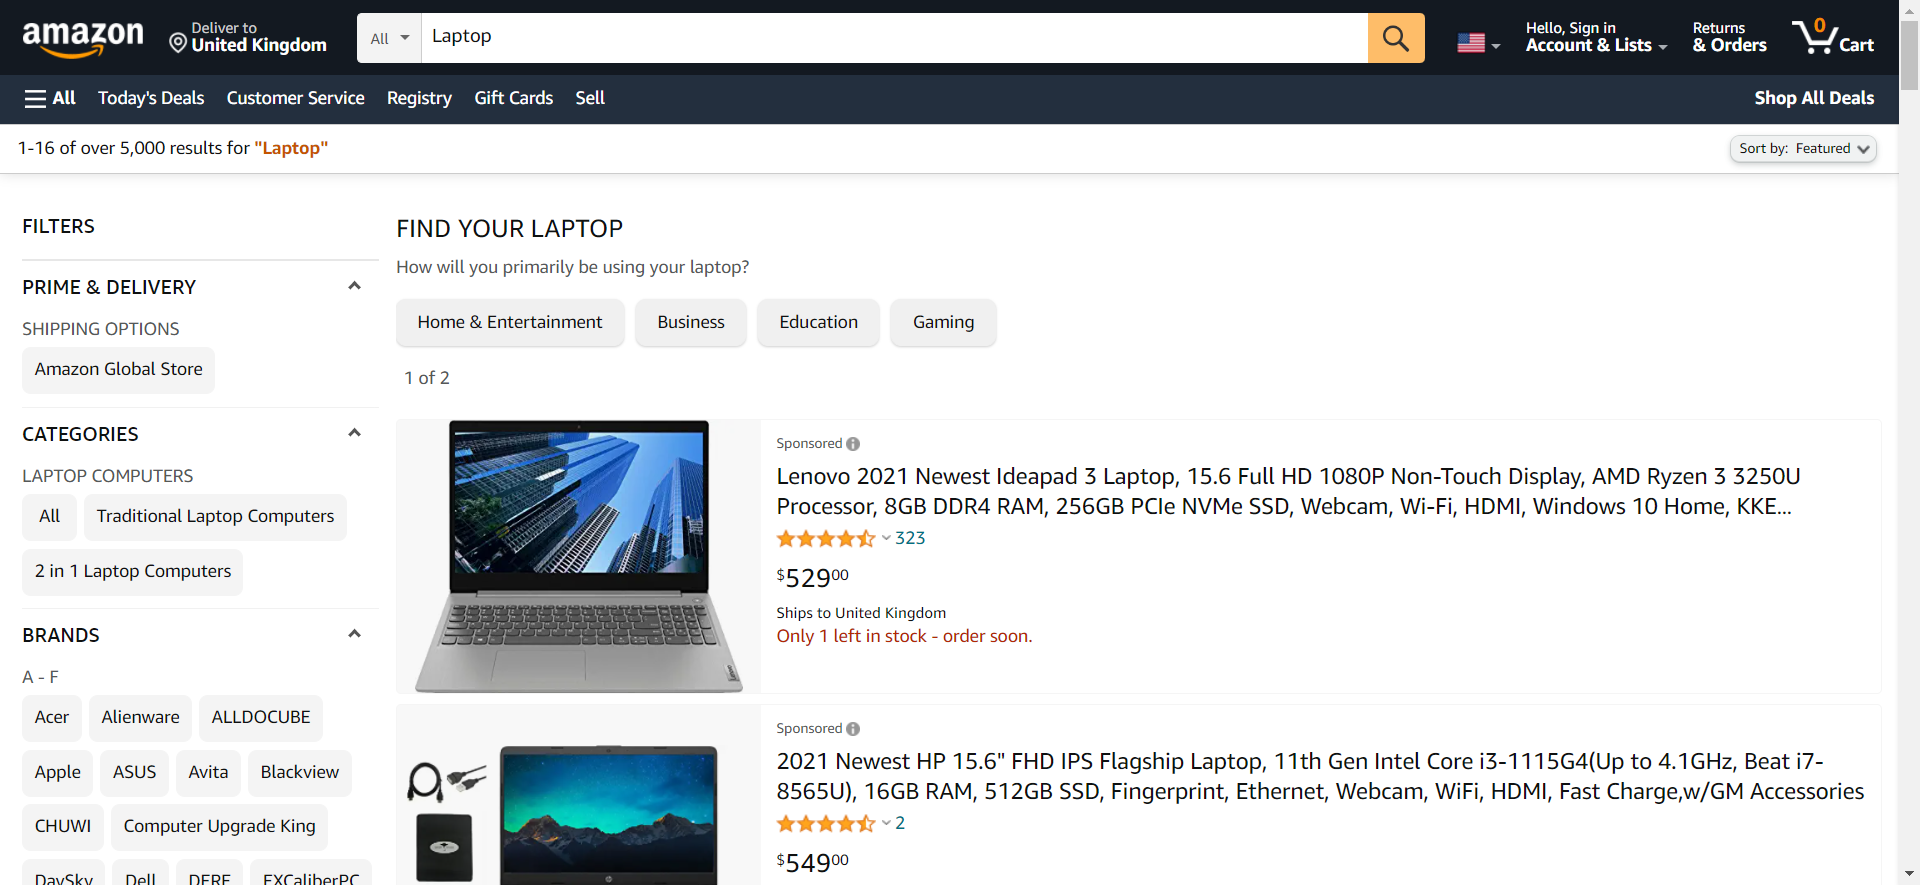 amazon
Deliver to
United Kingdom
All
Laptop
Hello, Sign in
Account & Lists
Returns
& Orders
0
Cart
All
Today's Deals
Customer Service
Registry
Gift Cards
Sell
Shop All Deals
1-16 of over 5,000 results for "Laptop"
Sort by: Featured
FILTERS
PRIME & DELIVERY
SHIPPING OPTIONS
Amazon Global Store
CATEGORIES
LAPTOP COMPUTERS
All
Traditional Laptop Computers
2 in 1 Laptop Computers
BRANDS
A - F
Acer
Alienware
ALLDOCUBE
Apple
ASUS
Avita
Blackview
CHUWI
Computer Upgrade King
DaySky
Dell
DERE
EXCaliberPC
FIND YOUR LAPTOP
How will you primarily be using your laptop?
Home & Entertainment
Business
Education
Gaming
1 of 2
Sponsored
Lenovo 2021 Newest Ideapad 3 Laptop, 15.6 Full HD 1080P Non-Touch Display, AMD Ryzen 3 3250U
Processor, 8GB DDR4 RAM, 256GB PCIe NVMe SSD, Webcam, Wi-Fi, HDMI, Windows 10 Home, KKE...
323
$52900
Ships to United Kingdom
Only 1 left in stock - order soon.
Lenovo
Sponsored
2021 Newest HP 15.6" FHD IPS Flagship Laptop, 11th Gen Intel Core i3-1115G4(Up to 4.1GHz, Beat i7-
8565U), 16GB RAM, 512GB SSD, Fingerprint, Ethernet, Webcam, WiFi, HDMI, Fast Charge,w/GM Accessories
2
$54900